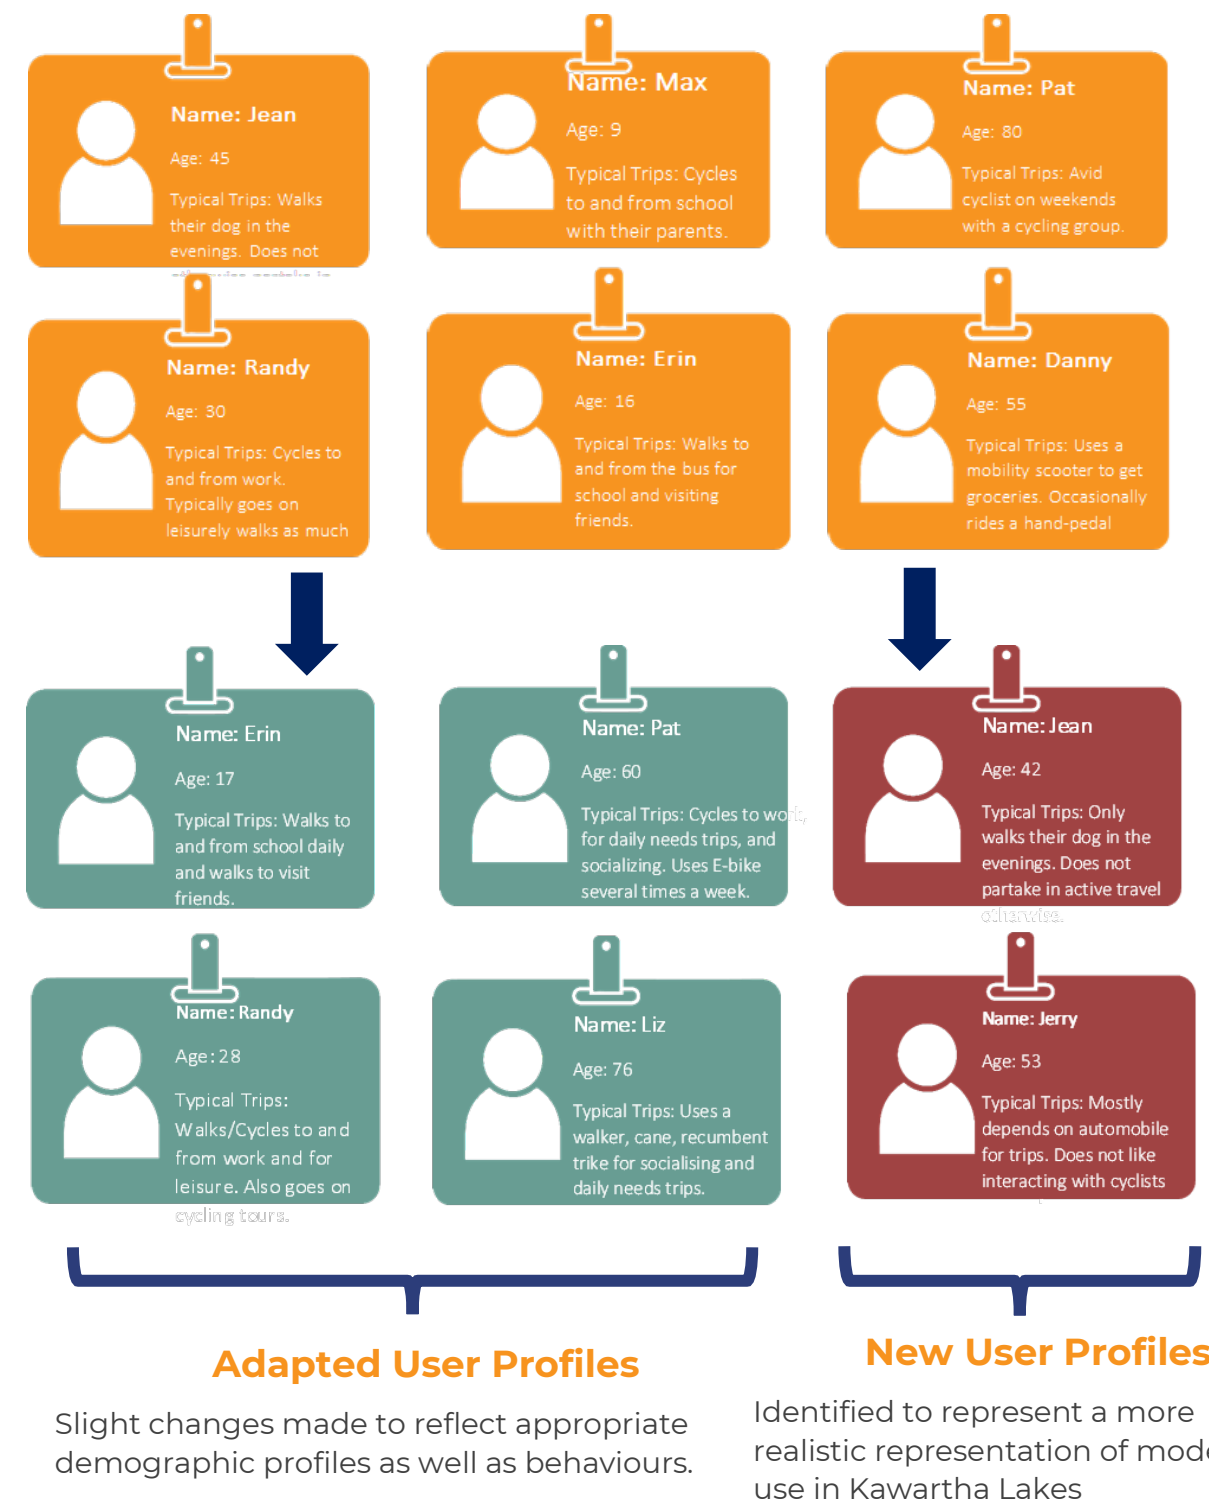 Name: Jean
Age: 45
Typical Trips: Walks
their dog in the
evenings. Does not
Name: Max
Age: 9
Typical Trips: Cycles
to and from school
with their parents.
Name: Pat
Age: 80
Typical Trips: Avid
cyclist on weekends
with a cycling group.
Name: Randy
Age: 30
Typical Trips: Cycles to
and from work.
Typically goes on
leisurely walks as much
Name: Erin
Age: 16
Typical Trips: Walks to
and from the bus for
school and visiting
friends.
Name: Danny
Age: 55
Typical Trips: Uses a
mobility scooter to get
groceries. Occasionally
rides a hand-pedal
Name: Erin
Age: 17
Typical Trips: Walks to
and from school daily
and walks to visit
friends.
Name: Pat
Age: 60
Typical Trips: Cycles to work,
for daily needs trips, and
socializing. Uses E-bike
several times a week.
Name: Jean
Age: 42
Typical Trips: Only
walks their dog in the
evenings. Does not
partake in active travel
otherwise.
Name: Randy
Age: 28
Typical Trips:
Walks/Cycles to and
from work and for
leisure. Also goes on
cycling tours.
Name: Liz
Age: 76
Typical Trips: Uses a
walker, cane, recumbent
trike for socialising and
daily needs trips.
Name: Jerry
Age: 53
Typical Trips: Mostly
depends on automobile
for trips. Does not like
interacting with cyclists
Adapted User Profiles
Slight changes made to reflect appropriate
demographic profiles as well as behaviours.
New User Profiles
Identified to represent a more
realistic representation of mode
use in Kawartha Lakes